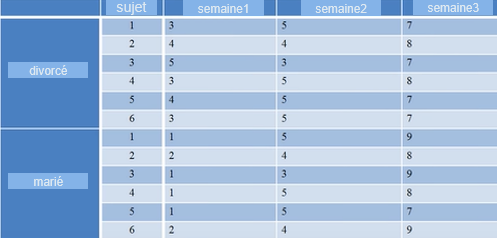 sujet semaine1 semaine2 semaine3
divorcé
1 3 5 7
2 4 4 8
3 5 3 7
4 3 5 8
5 4 5 7
6 3 5 7
marié
1 1 5 9
2 2 4 8
3 1 3 9
4 1 5 8
5 1 5 7
6 2 4 9